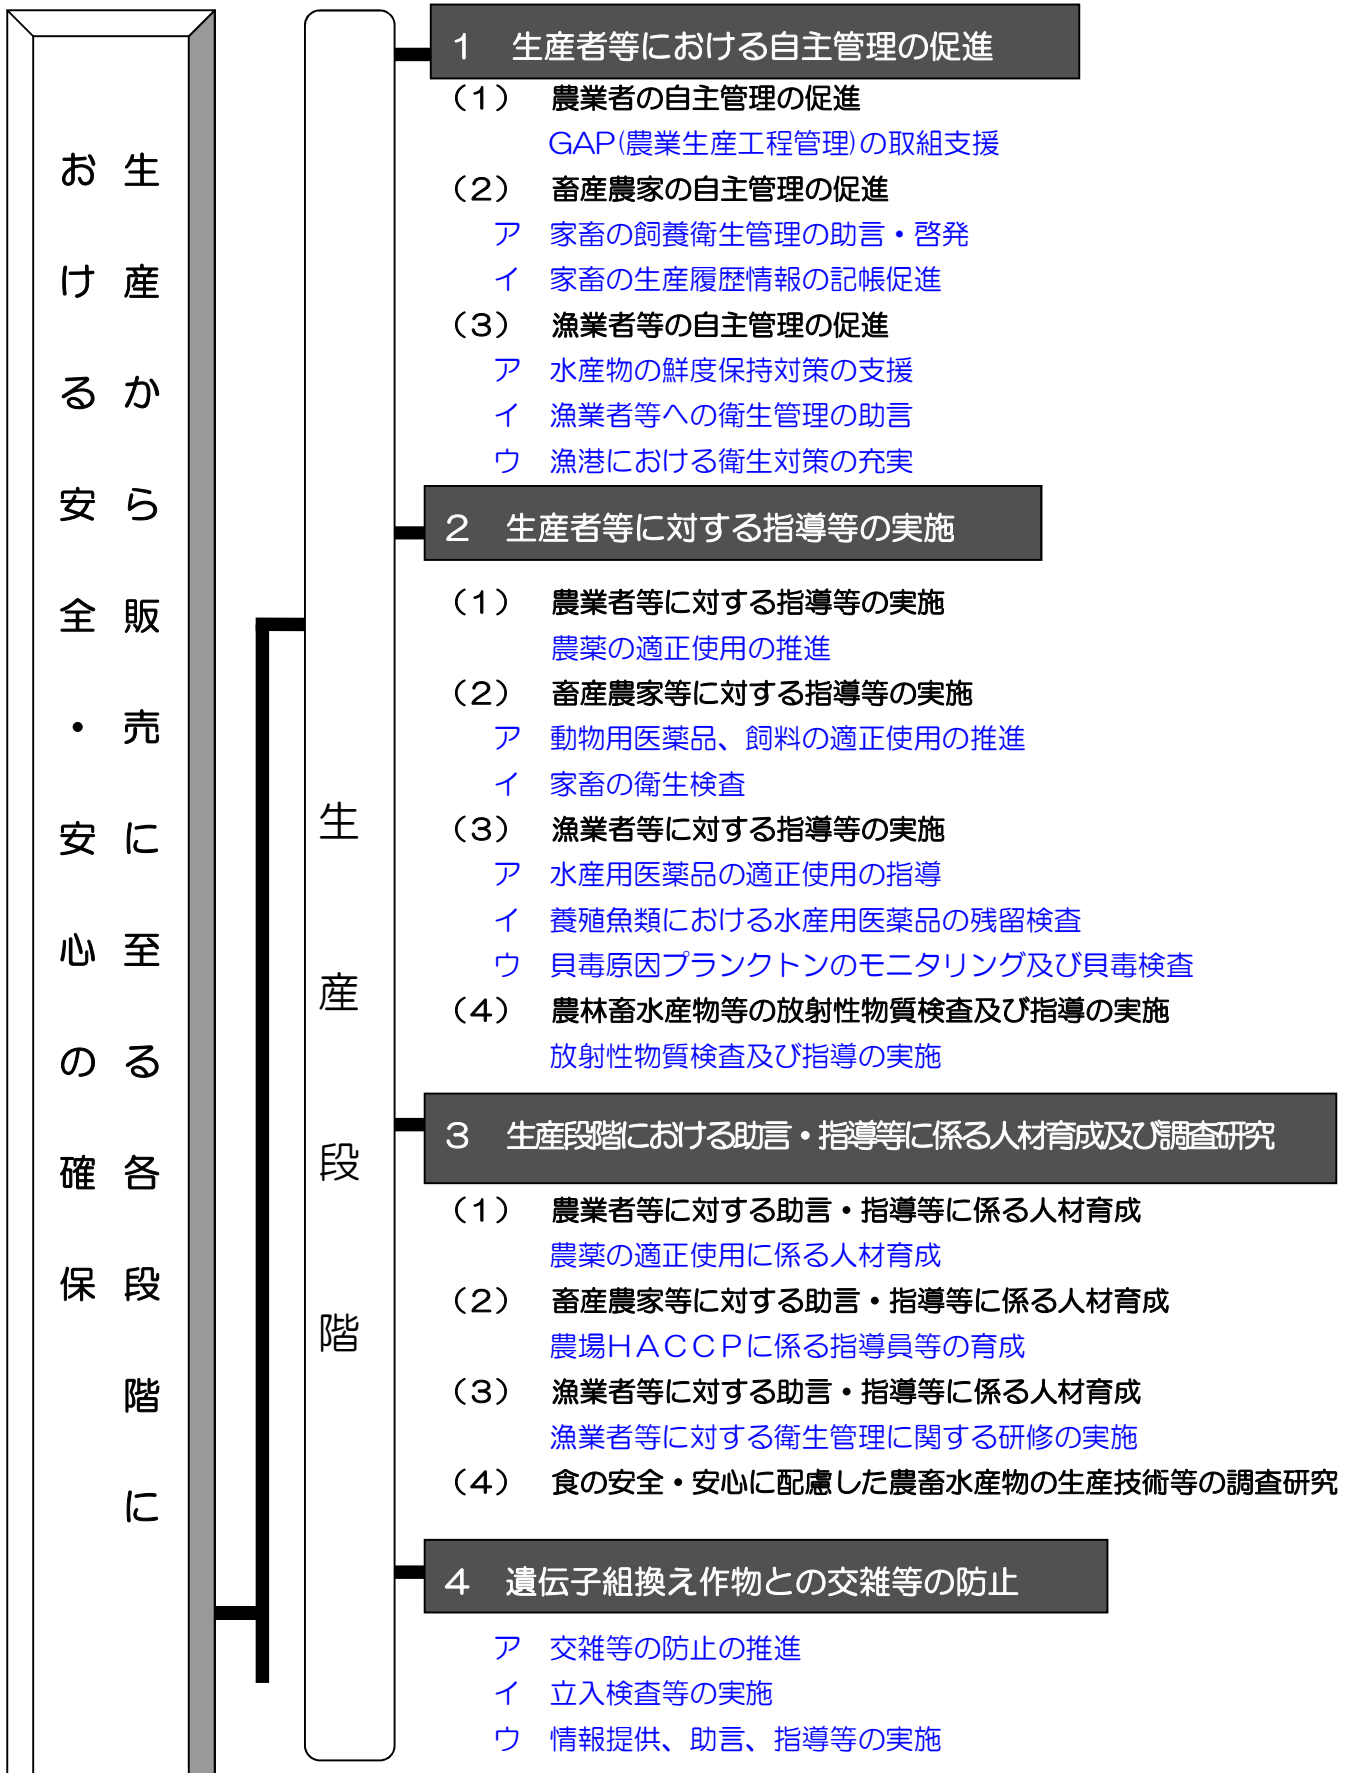 生産から販売に至る各段階に
おける安全・安心の確保
生産段階
１　生産者等における自主管理の促進
（１）　農業者の自主管理の促進
GAP(農業生産工程管理)の取組支援
（２）　畜産農家の自主管理の促進
ア　家畜の飼養衛生管理の助言・啓発
イ　家畜の生産履歴情報の記帳促進
（３）　漁業者等の自主管理の促進
ア　水産物の鮮度保持対策の支援
イ　漁業者等への衛生管理の助言
ウ　漁港における衛生対策の充実
２　生産者等に対する指導等の実施
（１）　農業者等に対する指導等の実施
農薬の適正使用の推進
（２）　畜産農家等に対する指導等の実施
ア　動物用医薬品、飼料の適正使用の推進
イ　家畜の衛生検査
（３）　漁業者等に対する指導等の実施
ア　水産用医薬品の適正使用の指導
イ　養殖魚類における水産用医薬品の残留検査
ウ　貝毒原因プランクトンのモニタリング及び貝毒検査
（４）　農林畜水産物等の放射性物質検査及び指導の実施
放射性物質検査及び指導の実施
３　生産段階における助言・指導等に係る人材育成及び調査研究
（１）　農業者等に対する助言・指導等に係る人材育成
農薬の適正使用に係る人材育成
（２）　畜産農家等に対する助言・指導等に係る人材育成
農場ＨＡＣＣＰに係る指導員等の育成
（３）　漁業者等に対する助言・指導等に係る人材育成
漁業者等に対する衛生管理に関する研修の実施
（４）　食の安全・安心に配慮した農畜水産物の生産技術等の調査研究
４　遺伝子組換え作物との交雑等の防止
ア　交雑等の防止の推進
イ　立入検査等の実施
ウ　情報提供、助言、指導等の実施